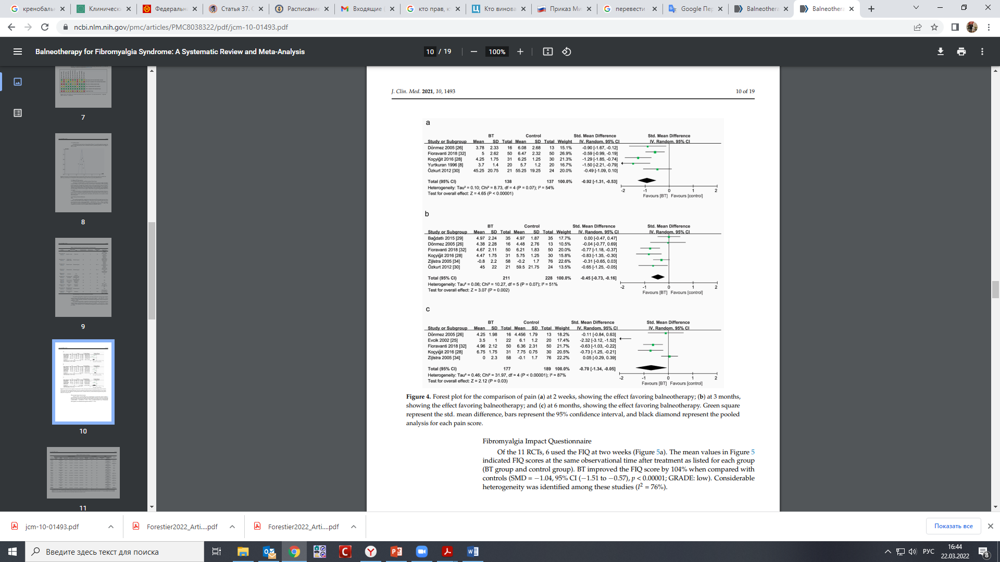 кренобаль
Клиническ
Федеральн
Статья 37. С
Расписание
Входящие
кто прав, к
Кто винова
Приказ Ми
перевести
Google Пер
Balneothera
Balneothera
ncbi.nlm.nih.gov/pmc/articles/PMC8038322/pdf/jcm-10-01493.pdf
Balneotherapy for Fibromyalgia Syndrome: A Systematic Review and Meta-Analysis
10 / 19
100%
7
8
9
10
11
J. Clin. Med. 2021, 10, 1493 10 of 19
a
BT Control Std. Mean Difference Std. Mean Difference
Study or Subgroup Mean SD Total Mean SD Total Weight IV, Random, 95% CI IV, Random, 95% CI
Dönmez 2005 [26] 3.78 2.33 16 6.08 2.68 13 15.1% -0.90 [-1.67, -0.12]
Fioravanti 2018 [32] 5 2.62 50 6.47 2.32 50 26.9% -0.59 [-0.99, -0.19]
Koçyiğit 2016 [28] 4.25 1.75 31 6.25 1.25 30 21.3% -1.29 [-1.85, -0.74]
Yurtkuran 1996 [8] 3.7 1.4 20 5.7 1.2 20 16.7% -1.50 [-2.21, -0.79]
Özkurt 2012 [30] 45.25 20.75 21 55.25 19.25 24 20.0% -0.49 [-1.09, 0.10]
Total (95% CI) 138 137 100.0% -0.92 [-1.31, -0.53]
Heterogeneity: Tau² = 0.10; Chi² = 8.73, df = 4 (P = 0.07); I² = 54%
Test for overall effect: Z = 4.65 (P < 0.00001)
-2 -1 0 1 2
Favours [BT] Favours [control]
b
BT Control Std. Mean Difference Std. Mean Difference
Study or Subgroup Mean SD Total Mean SD Total Weight IV, Random, 95% CI IV, Random, 95% CI
Bağdatlı 2015 [29] 4.97 2.24 35 4.97 1.87 35 17.7% 0.00 [-0.47, 0.47]
Dönmez 2005 [26] 4.38 2.28 16 4.48 2.76 13 10.5% -0.04 [-0.77, 0.69]
Fioravanti 2018 [32] 4.67 2.11 50 6.21 1.83 50 20.0% -0.77 [-1.18, -0.37]
Koçyiğit 2016 [28] 4.47 1.75 31 5.75 1.25 30 15.8% -0.83 [-1.35, -0.30]
Zijlstra 2005 [34] -0.8 2.2 58 -0.2 1.7 76 22.6% -0.31 [-0.65, 0.03]
Özkurt 2012 [30] 45 22 21 59.5 21.75 24 13.5% -0.65 [-1.25, -0.05]
Total (95% CI) 211 228 100.0% -0.45 [-0.73, -0.16]
Heterogeneity: Tau² = 0.06; Chi² = 10.27, df = 5 (P = 0.07); I² = 51%
Test for overall effect: Z = 3.07 (P = 0.002)
-2 -1 0 1 2
Favours [BT] Favours [control]
c
BT Control Std. Mean Difference Std. Mean Difference
Study or Subgroup Mean SD Total Mean SD Total Weight IV, Random, 95% CI IV, Random, 95% CI
Dönmez 2005 [26] 4.25 1.98 16 4.456 1.79 13 18.2% -0.11 [-0.84, 0.63]
Evcik 2002 [25] 3.5 1 22 6.1 1.2 20 17.4% -2.32 [-3.12, -1.52]
Fioravanti 2018 [32] 4.96 2.12 50 6.36 2.31 50 21.7% -0.63 [-1.03, -0.22]
Koçyiğit 2016 [28] 6.75 1.75 31 7.75 0.75 30 20.5% -0.73 [-1.25, -0.21]
Zijlstra 2005 [34] 0 2.3 58 -0.1 1.7 76 22.2% 0.05 [-0.29, 0.39]
Total (95% CI) 177 189 100.0% -0.70 [-1.34, -0.05]
Heterogeneity: Tau² = 0.46; Chi² = 31.97, df = 4 (P < 0.00001); I² = 87%
Test for overall effect: Z = 2.12 (P = 0.03)
-2 -1 0 1 2
Favours [BT] Favours [control]
Figure 4. Forest plot for the comparison of pain (a) at 2 weeks, showing the effect favoring balneotherapy; (b) at 3 months,
showing the effect favoring balneotherapy; and (c) at 6 months, showing the effect favoring balneotherapy. Green square
represent the std. mean difference, bars represent the 95% confidence interval, and black diamond represent the pooled
analysis for each pain score.
Fibromyalgia Impact Questionnaire
Of the 11 RCTs, 6 used the FIQ at two weeks (Figure 5a). The mean values in Figure 5
indicated FIQ scores at the same observational time after treatment as listed for each group
(BT group and control group). BT improved the FIQ score by 104% when compared with
controls (SMD = −1.04, 95% CI (−1.51 to −0.57), p < 0.00001; GRADE: low). Considerable
heterogeneity was identified among these studies (I² = 76%).
jcm-10-01493.pdf
Forestier2022_Arti....pdf
Forestier2022_Arti....pdf
Показать все
Введите здесь текст для поиска
РУС
16:44
22.03.2022
8